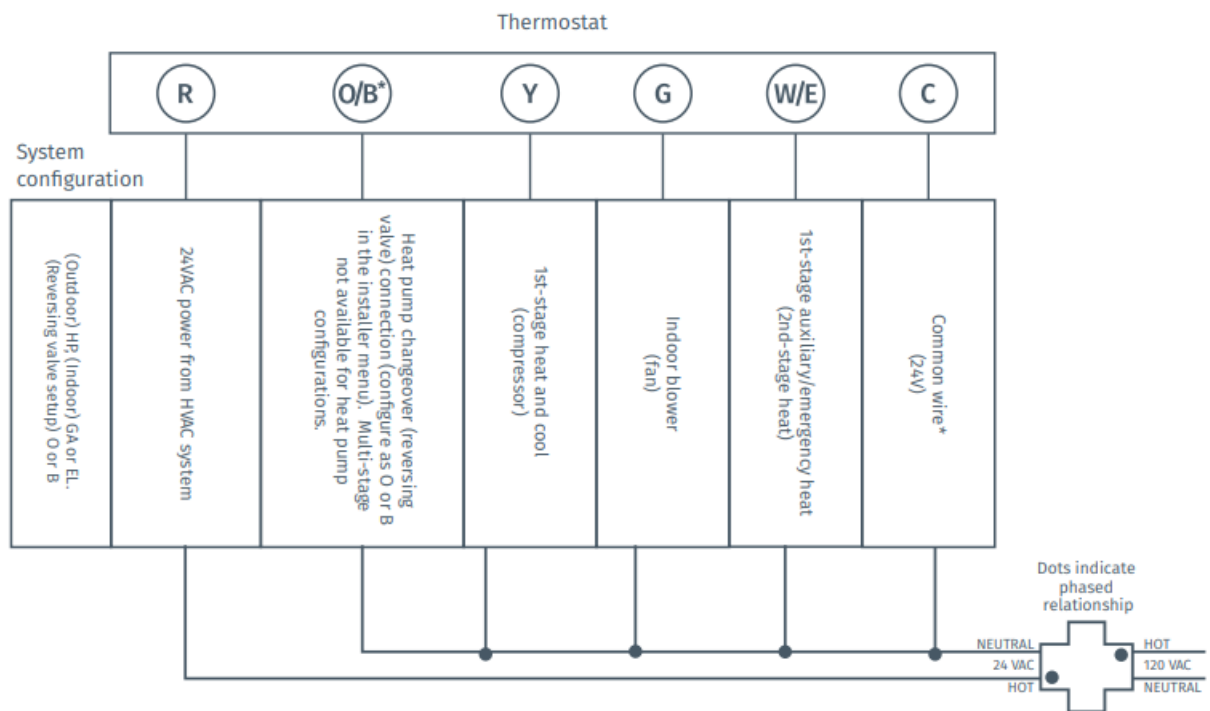 Thermostat
R
O/B*
Y
G
W/E
C
System
configuration
(Outdoor) HP, (Indoor) GA or EL.
(Reversing valve setup) O or B
24VAC power from HVAC system
Heat pump changeover (reversing
valve) connection (configure as O or B
in the installer menu). Multi-stage
not available for heat pump
configurations.
1st-stage heat and cool
(compressor)
Indoor blower
(fan)
1st-stage auxiliary/emergency heat
(2nd-stage heat)
Common wire*
(24V)
Dots indicate
phased
relationship
NEUTRAL
24 VAC
HOT
HOT
120 VAC
NEUTRAL